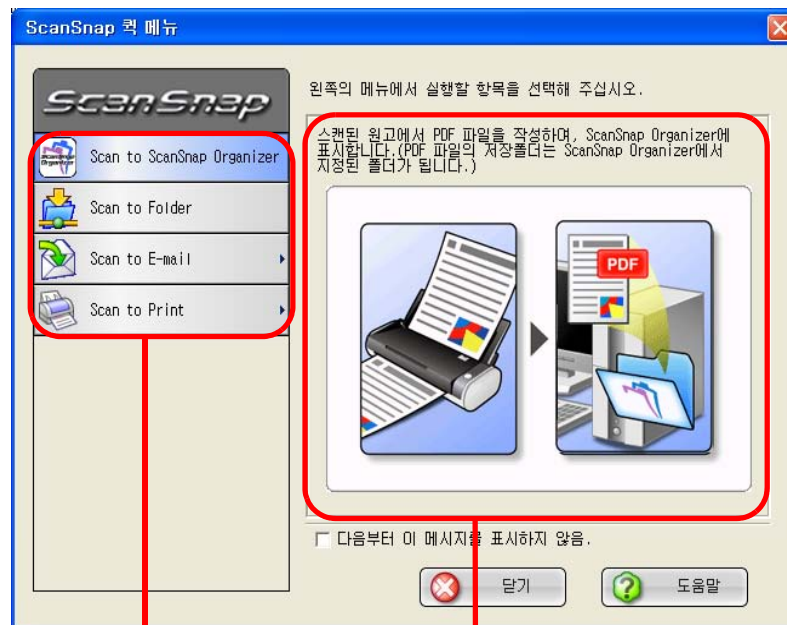 ScanSnap 퀵 메뉴
ScanSnap
왼쪽의 메뉴에서 실행할 항목을 선택해 주십시오.
Scan to ScanSnap Organizer
Scan to Folder
Scan to E-mail
Scan to Print
스캔된 원고에서 PDF 파일을 작성하며, ScanSnap Organizer에
표시합니다.(PDF 파일의 저장폴더는 ScanSnap Organizer에서
지정된 폴더가 됩니다.)
PDF
다음부터 이 메시지를 표시하지 않음.
닫기
도움말